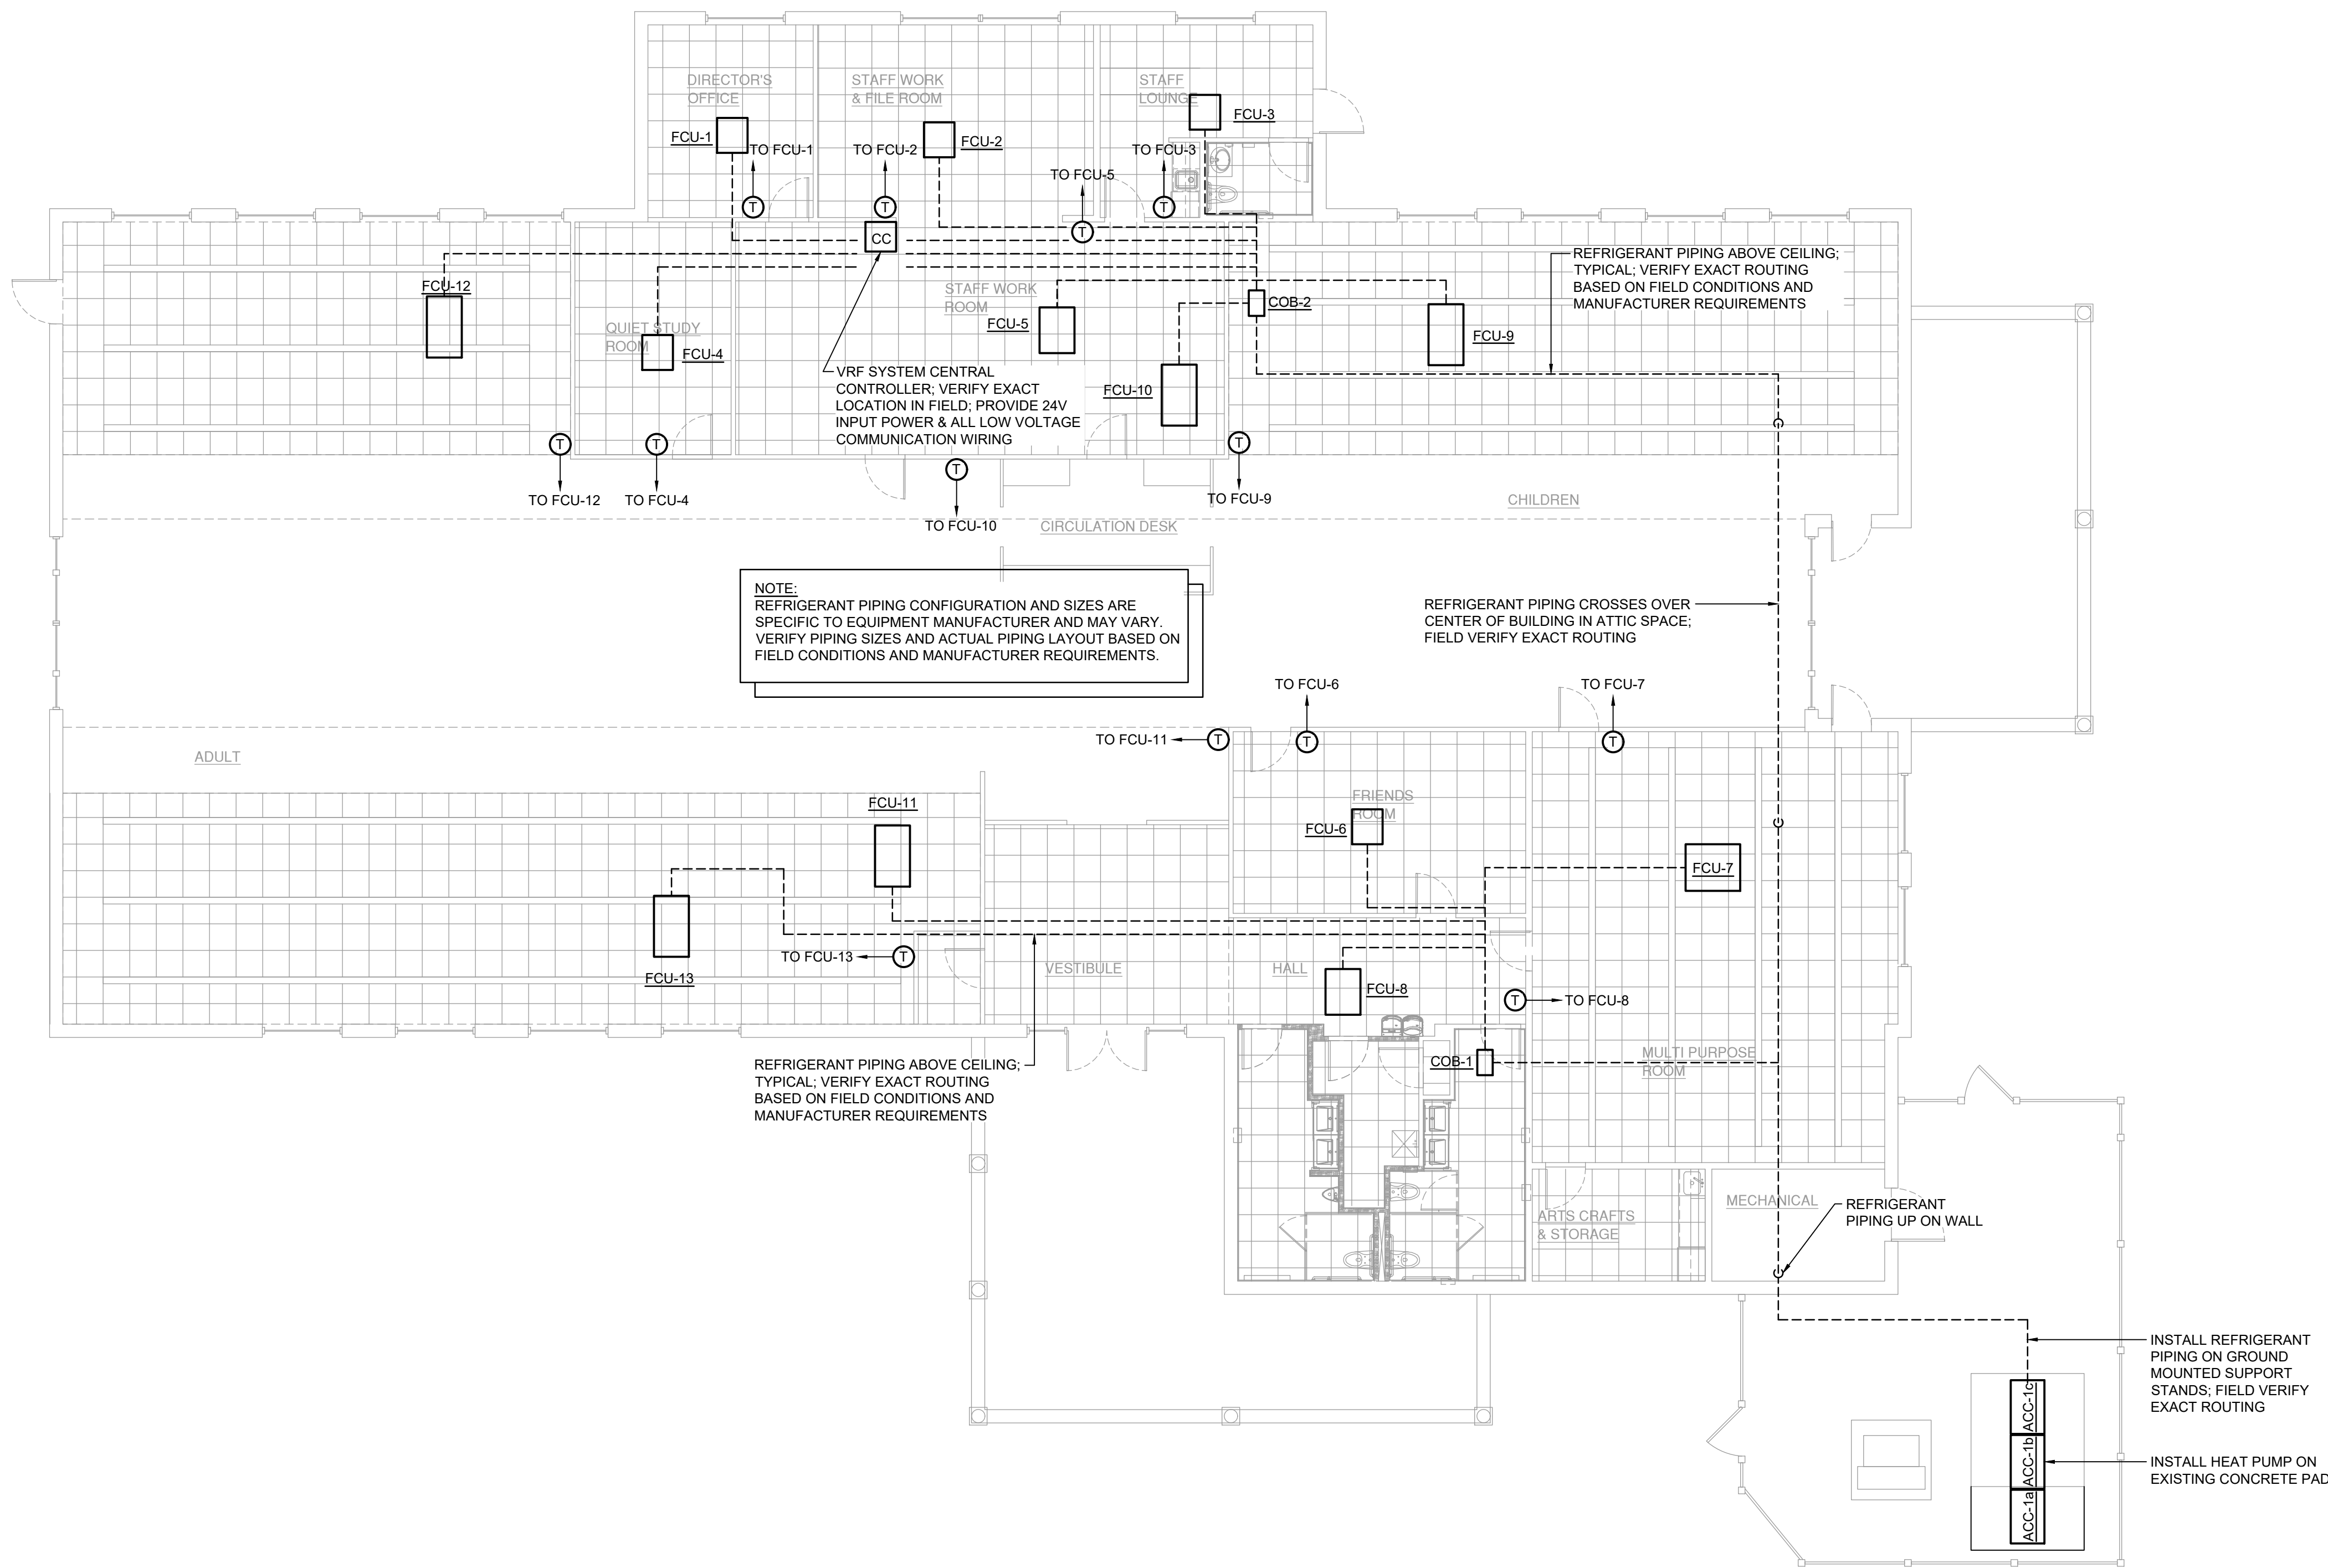 DIRECTOR'S
OFFICE
STAFF WORK
& FILE ROOM
STAFF
LOUNGE
FCU-1
FCU-2
FCU-3
TO FCU-1
TO FCU-2
TO FCU-3
TO FCU-5
T
T
T
T
CC
REFRIGERANT PIPING ABOVE CEILING;
TYPICAL; VERIFY EXACT ROUTING
BASED ON FIELD CONDITIONS AND
MANUFACTURER REQUIREMENTS
FCU-12
STAFF WORK
ROOM
COB-2
FCU-5
QUIET STUDY
ROOM
FCU-4
FCU-9
VRF SYSTEM CENTRAL
CONTROLLER; VERIFY EXACT
LOCATION IN FIELD; PROVIDE 24V
INPUT POWER & ALL LOW VOLTAGE
COMMUNICATION WIRING
FCU-10
T
T
T
T
TO FCU-12
TO FCU-4
TO FCU-10
TO FCU-9
CHILDREN
CIRCULATION DESK
NOTE:
REFRIGERANT PIPING CONFIGURATION AND SIZES ARE
SPECIFIC TO EQUIPMENT MANUFACTURER AND MAY VARY.
VERIFY PIPING SIZES AND ACTUAL PIPING LAYOUT BASED ON
FIELD CONDITIONS AND MANUFACTURER REQUIREMENTS.
REFRIGERANT PIPING CROSSES OVER
CENTER OF BUILDING IN ATTIC SPACE;
FIELD VERIFY EXACT ROUTING
TO FCU-6
TO FCU-7
TO FCU-11
T
T
T
ADULT
FCU-11
FRIENDS
ROOM
FCU-6
FCU-7
TO FCU-13
T
FCU-13
VESTIBULE
HALL
FCU-8
T
TO FCU-8
REFRIGERANT PIPING ABOVE CEILING;
TYPICAL; VERIFY EXACT ROUTING
BASED ON FIELD CONDITIONS AND
MANUFACTURER REQUIREMENTS
COB-1
MULTI PURPOSE
ROOM
ARTS CRAFTS
& STORAGE
MECHANICAL
REFRIGERANT
PIPING UP ON WALL
INSTALL REFRIGERANT
PIPING ON GROUND
MOUNTED SUPPORT
STANDS; FIELD VERIFY
EXACT ROUTING
ACC-1c
ACC-1b
ACC-1a
INSTALL HEAT PUMP ON
EXISTING CONCRETE PAD